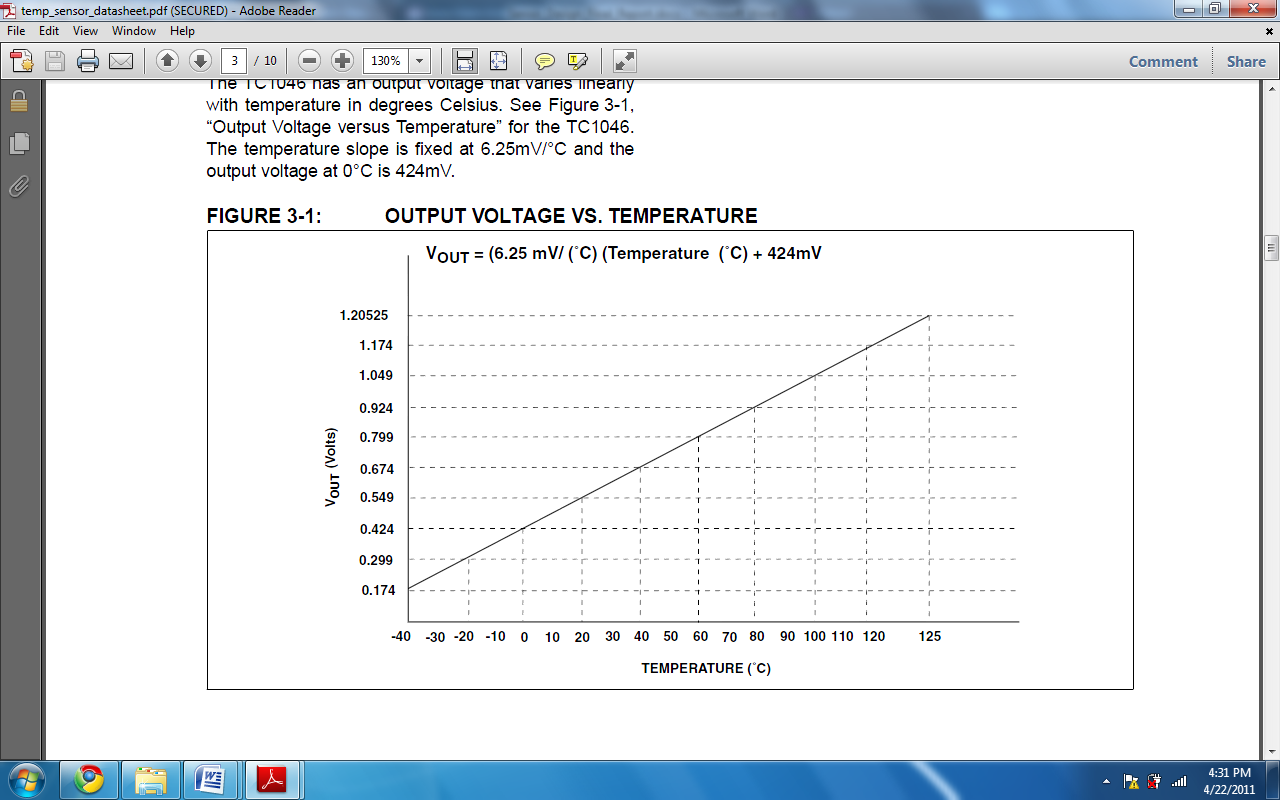 temp_sensor_datasheet.pdf (SECURED) - Adobe Reader
File Edit View Window Help
3 / 10 130% Comment Share
The TC1046 has an output voltage that varies linearly
with temperature in degrees Celsius. See Figure 3-1,
“Output Voltage versus Temperature” for the TC1046.
The temperature slope is fixed at 6.25mV/°C and the
output voltage at 0°C is 424mV.
FIGURE 3-1: OUTPUT VOLTAGE VS. TEMPERATURE
VOUT = (6.25 mV/ (˚C) (Temperature (˚C) + 424mV
1.20525
1.174
1.049
0.924
0.799
0.674
0.549
0.424
0.299
0.174
VOUT (Volts)
-40 -30 -20 -10 0 10 20 30 40 50 60 70 80 90 100 110 120 125
TEMPERATURE (˚C)
4:31 PM
4/22/2011